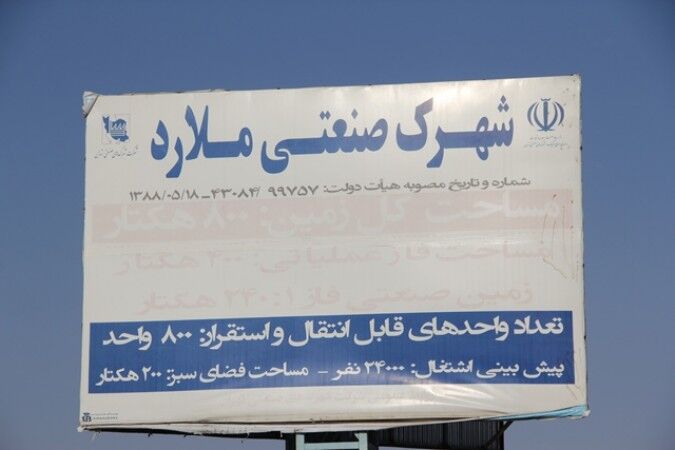 شهرک صنعتی ملارد
شماره و تاریخ مصوبه هیأت دولت: ۹۹۷۵۷ /۴۳۰۸۴-۱۳۸۸/۰۵/۱۸
مساحت کل زمین: ۸۰۰ هکتار
مساحت فاز عملیاتی: ۴۰۰ هکتار
زمین صنعتی فاز ۱: ۲۴۰ هکتار
تعداد واحدهای قابل انتقال و استقرار: ۸۰۰ واحد
پیش بینی اشتغال: ۲۴۰۰۰ نفر - مساحت فضای سبز: ۲۰۰ هکتار